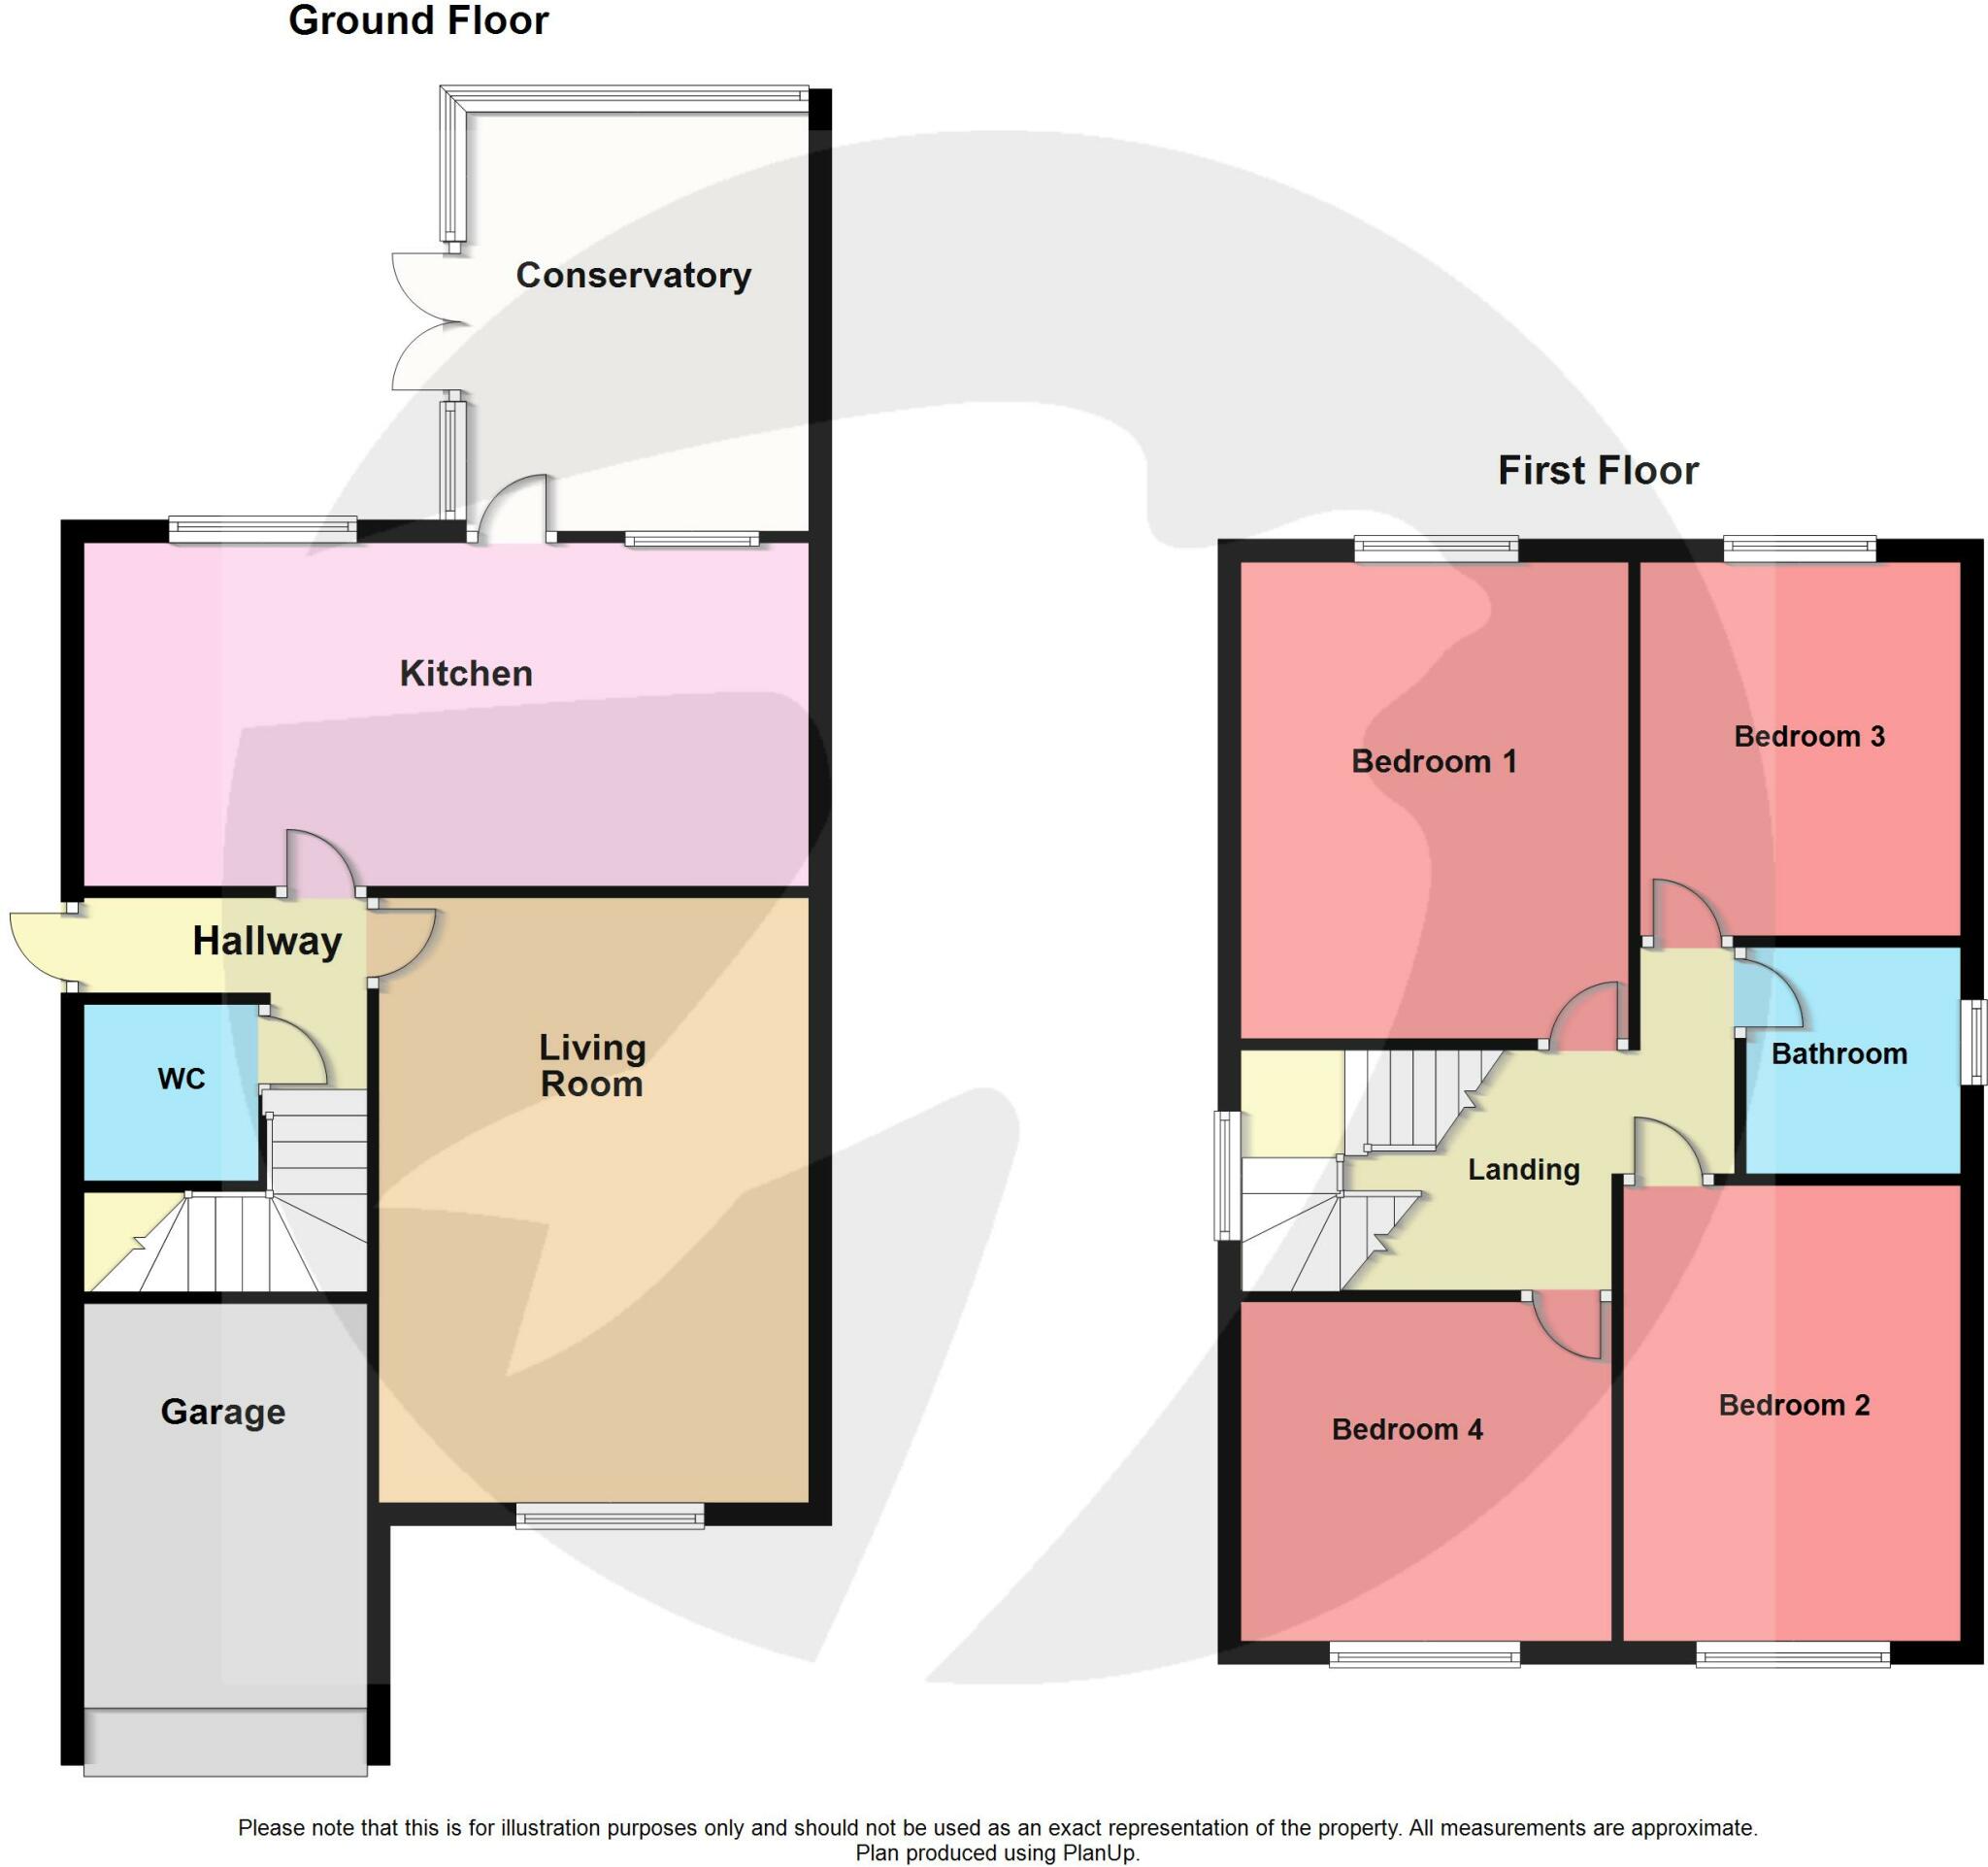 Ground Floor
Conservatory
Kitchen
Hallway
WC
Living
Room
Garage
First Floor
Bedroom 1
Bedroom 3
Bathroom
Landing
Bedroom 4
Bedroom 2
Please note that this is for illustration purposes only and should not be used as an exact representation of the property. All measurements are approximate.
Plan produced using PlanUp.